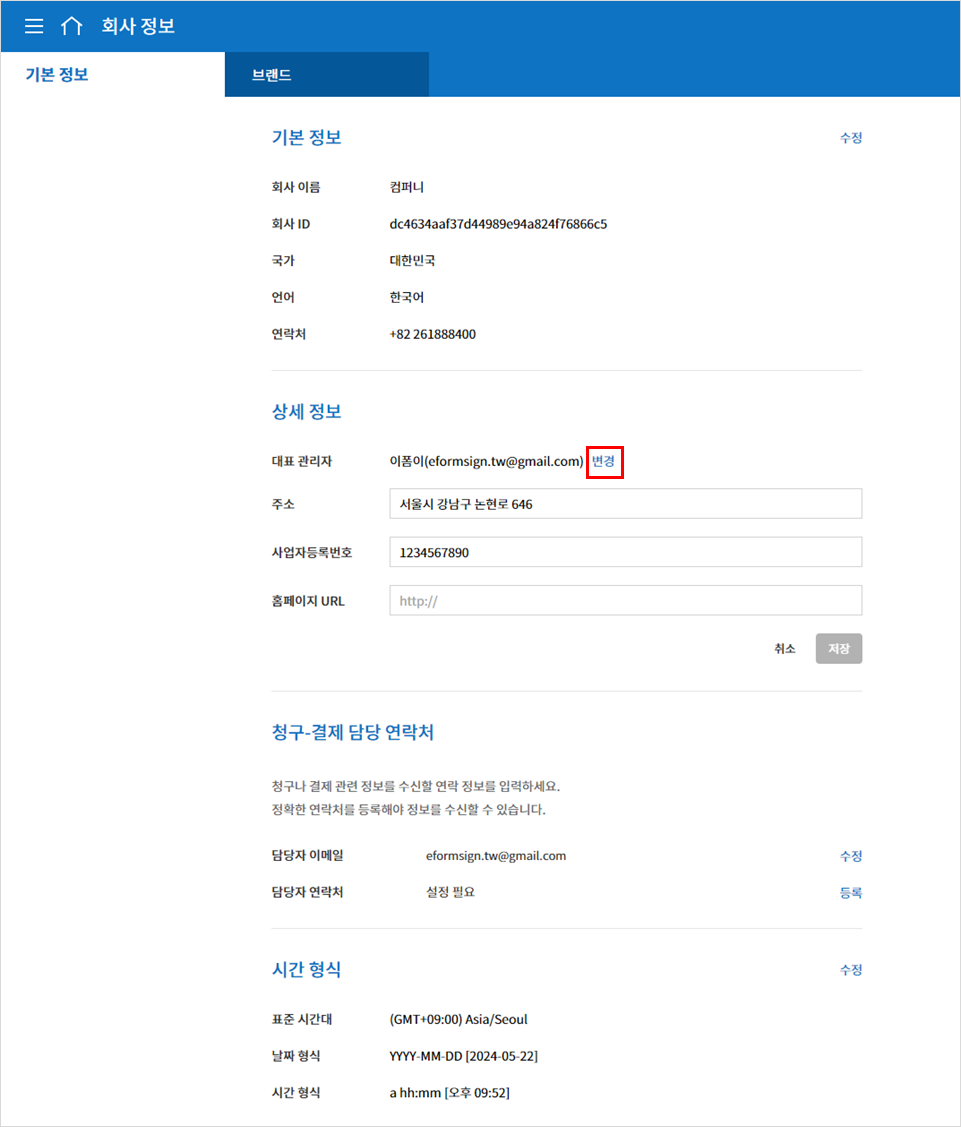 회사 정보
기본 정보
브랜드
기본 정보 수정
회사 이름 컴퍼니
회사 ID dc4634aaf37d44989e94a824f76866c5
국가 대한민국
언어 한국어
연락처 +82 261888400
상세 정보
대표 관리자 이폼이(eformsign.tw@gmail.com) 변경
주소 서울시 강남구 논현로 646
사업자등록번호 1234567890
홈페이지 URL http://
취소 저장
청구-결제 담당 연락처
청구나 결제 관련 정보를 수신할 연락 정보를 입력하세요.
정확한 연락처를 등록해야 정보를 수신할 수 있습니다.
담당자 이메일 eformsign.tw@gmail.com 수정
담당자 연락처 설정 필요 등록
시간 형식 수정
표준 시간대 (GMT+09:00) Asia/Seoul
날짜 형식 YYYY-MM-DD [2024-05-22]
시간 형식 a hh:mm [오후 09:52]